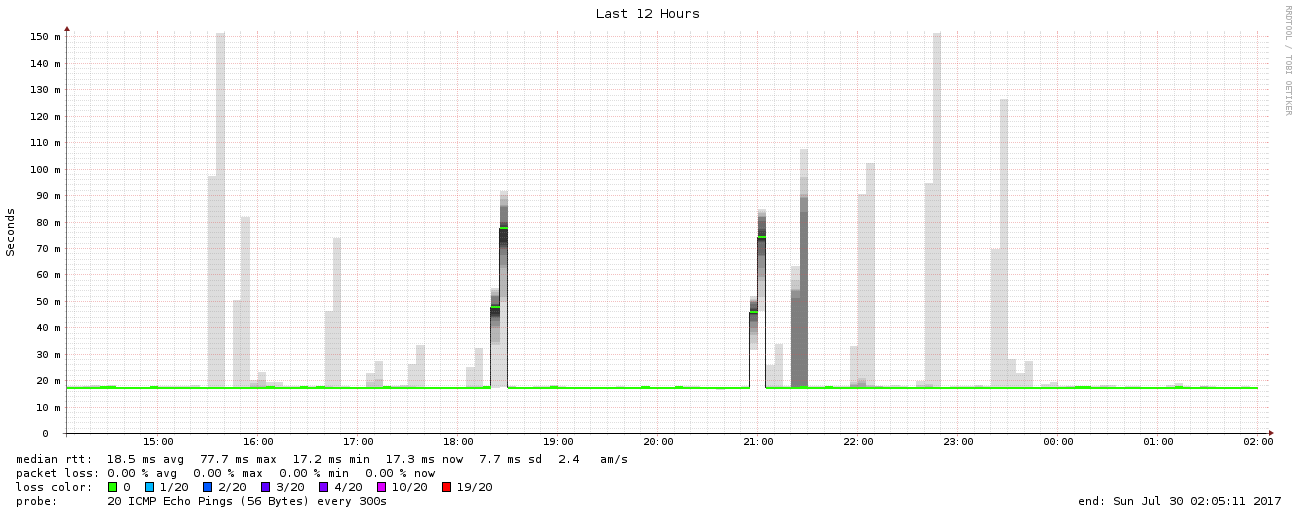 Last 12 Hours
RRDTOOL / TOBI OETIKER
Seconds
150 m
140 m
130 m
120 m
110 m
100 m
90 m
80 m
70 m
60 m
50 m
40 m
30 m
20 m
10 m
0
15:00 16:00 17:00 18:00 19:00 20:00 21:00 22:00 23:00 00:00 01:00 02:00
median rtt: 18.5 ms avg 77.7 ms max 17.2 ms min 17.3 ms now 7.7 ms sd 2.4 am/s
packet loss: 0.00 % avg 0.00 % max 0.00 % min 0.00 % now
loss color: 0 1/20 2/20 3/20 4/20 10/20 19/20
probe: 20 ICMP Echo Pings (56 Bytes) every 300s end: Sun Jul 30 02:05:11 2017